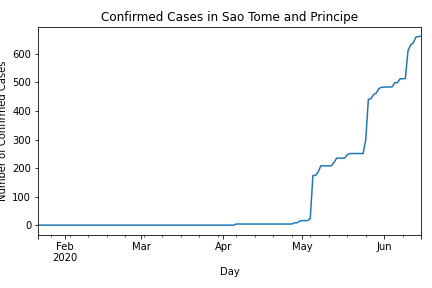 Confirmed Cases in Sao Tome and Principe
Number of Confirmed Cases
600
500
400
300
200
100
0
Feb
2020
Mar
Apr
May
Jun
Day